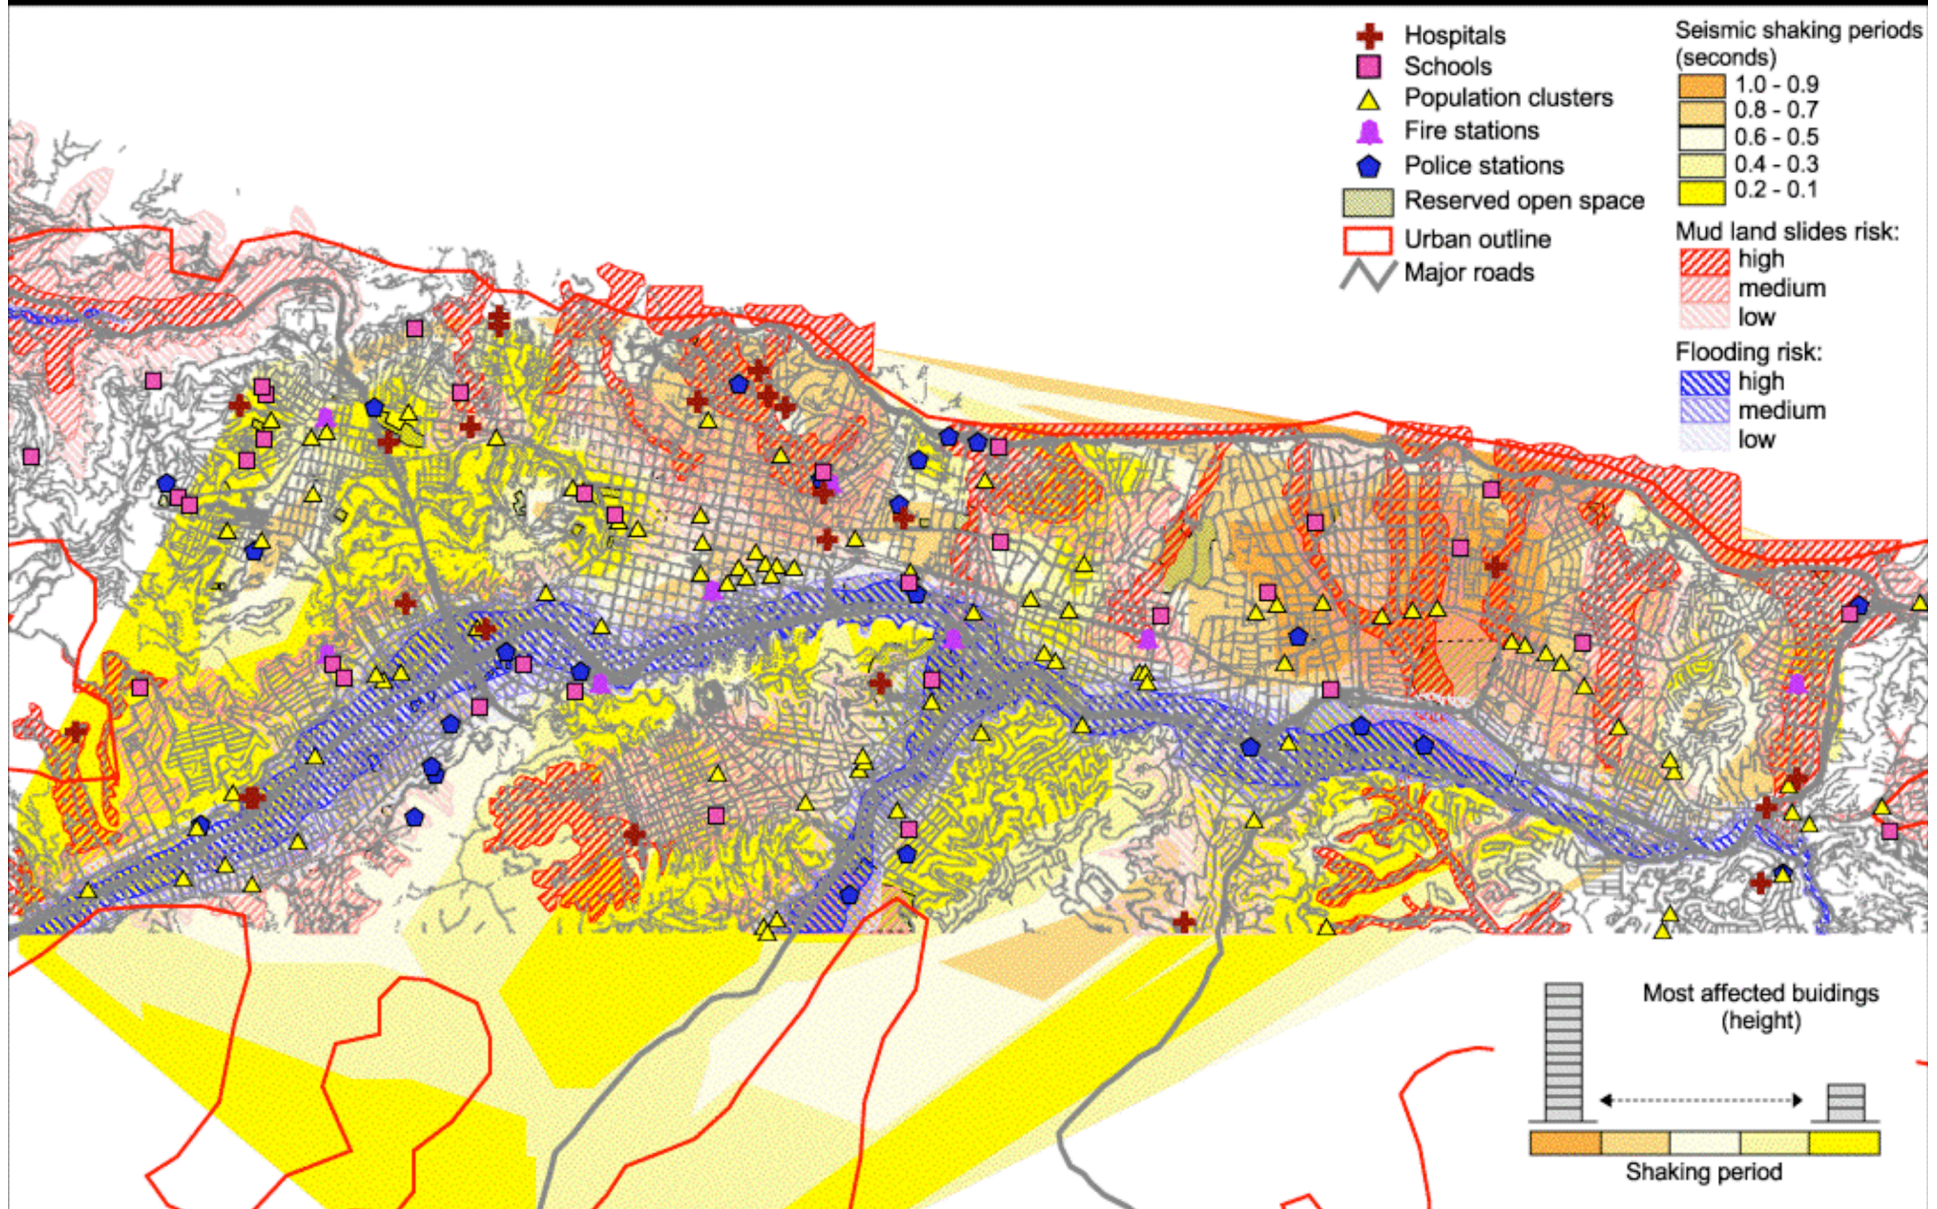 Hospitals
Schools
Population clusters
Fire stations
Police stations
Reserved open space
Urban outline
Major roads
Seismic shaking periods
(seconds)
1.0 - 0.9
0.8 - 0.7
0.6 - 0.5
0.4 - 0.3
0.2 - 0.1
Mud land slides risk:
high
medium
low
Flooding risk:
high
medium
low
Most affected buidings
(height)
Shaking period